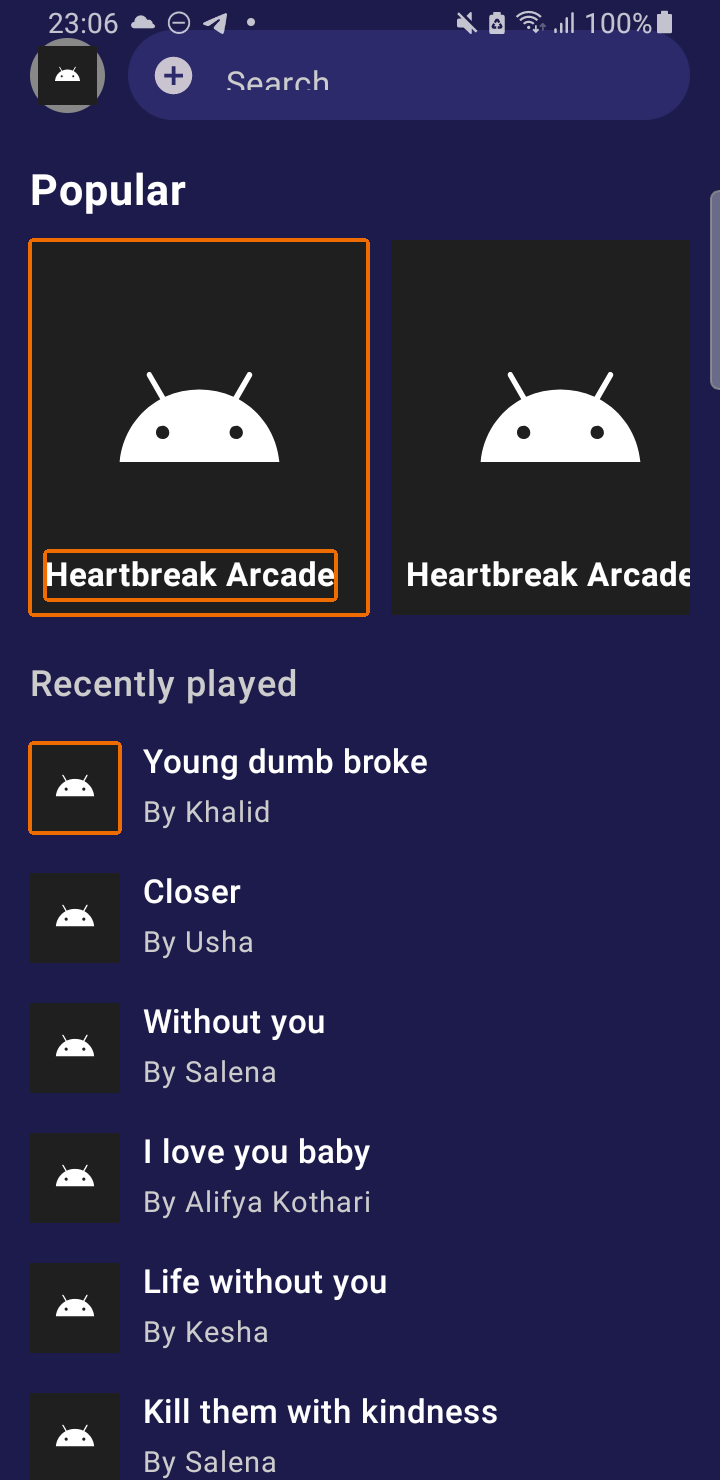 23:06 100%
Search
Popular
Heartbreak Arcade Heartbreak Arcade
Recently played
Young dumb broke
By Khalid
Closer
By Usha
Without you
By Salena
I love you baby
By Alifya Kothari
Life without you
By Kesha
Kill them with kindness
By Salena